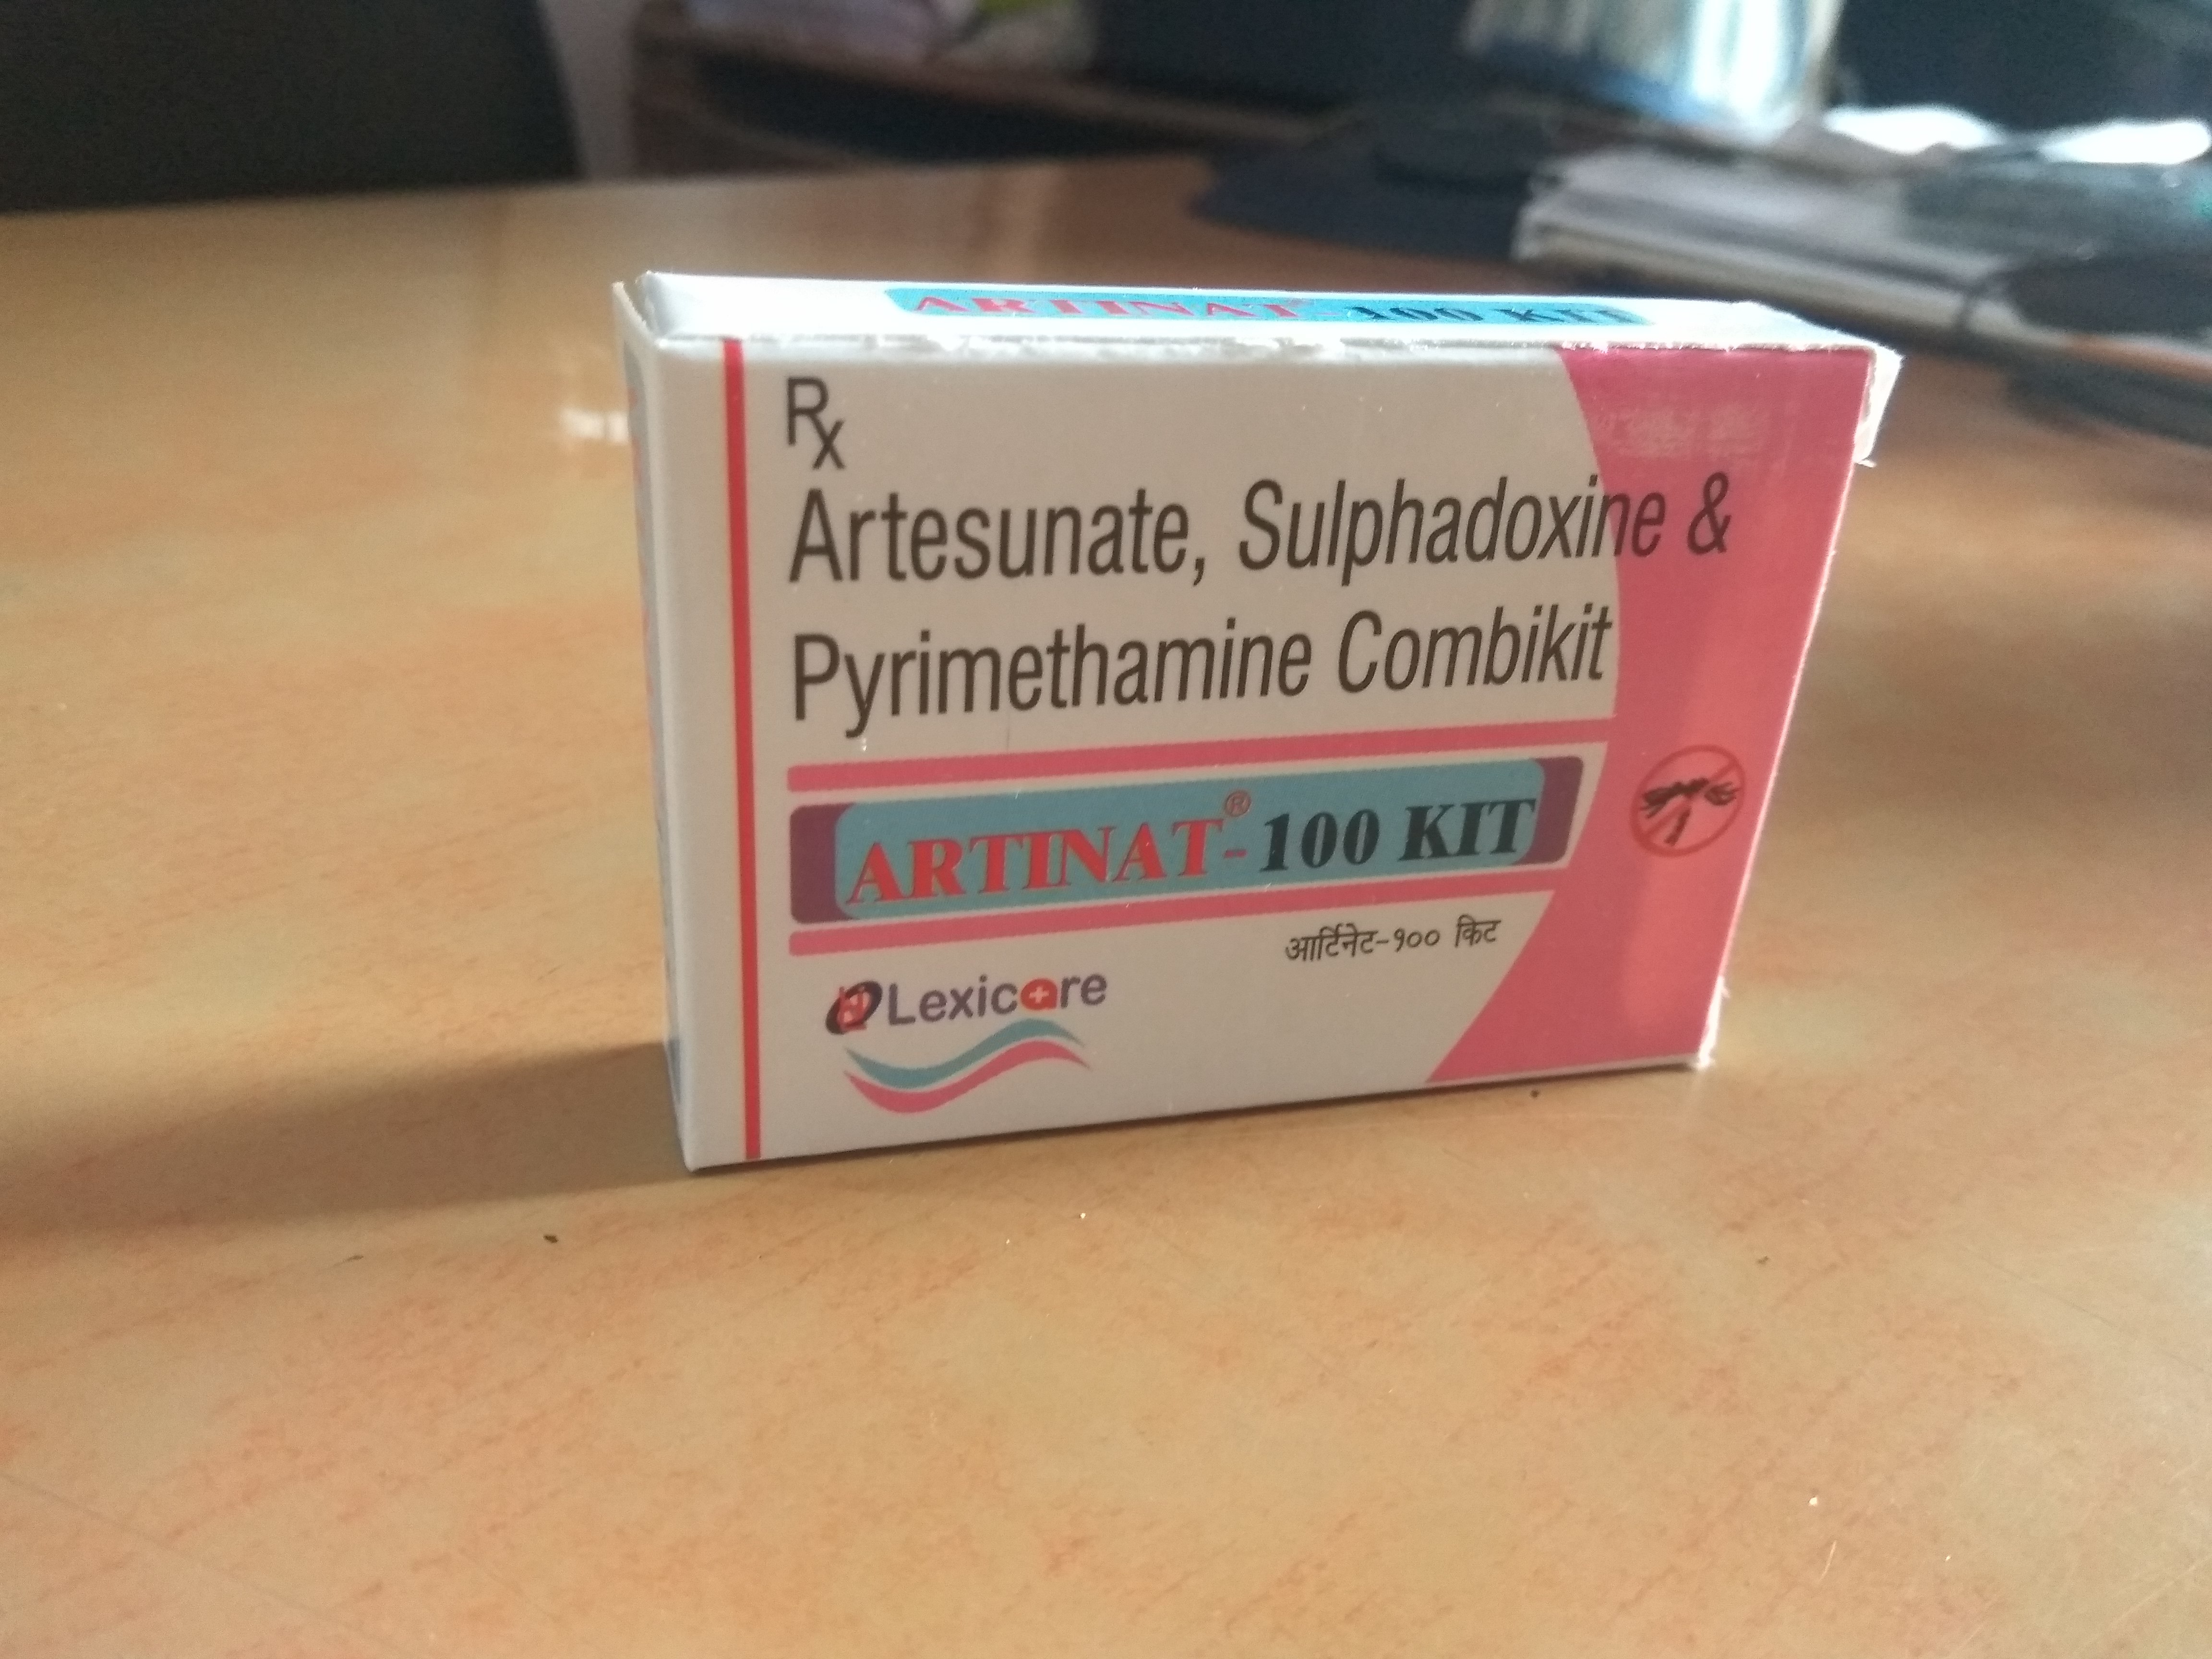 ARTINAT®-100 KIT
Rx
Artesunate, Sulphadoxine &
Pyrimethamine Combikit
ARTINAT®-100 KIT
आर्टिनेट-१०० किट
Lexicare